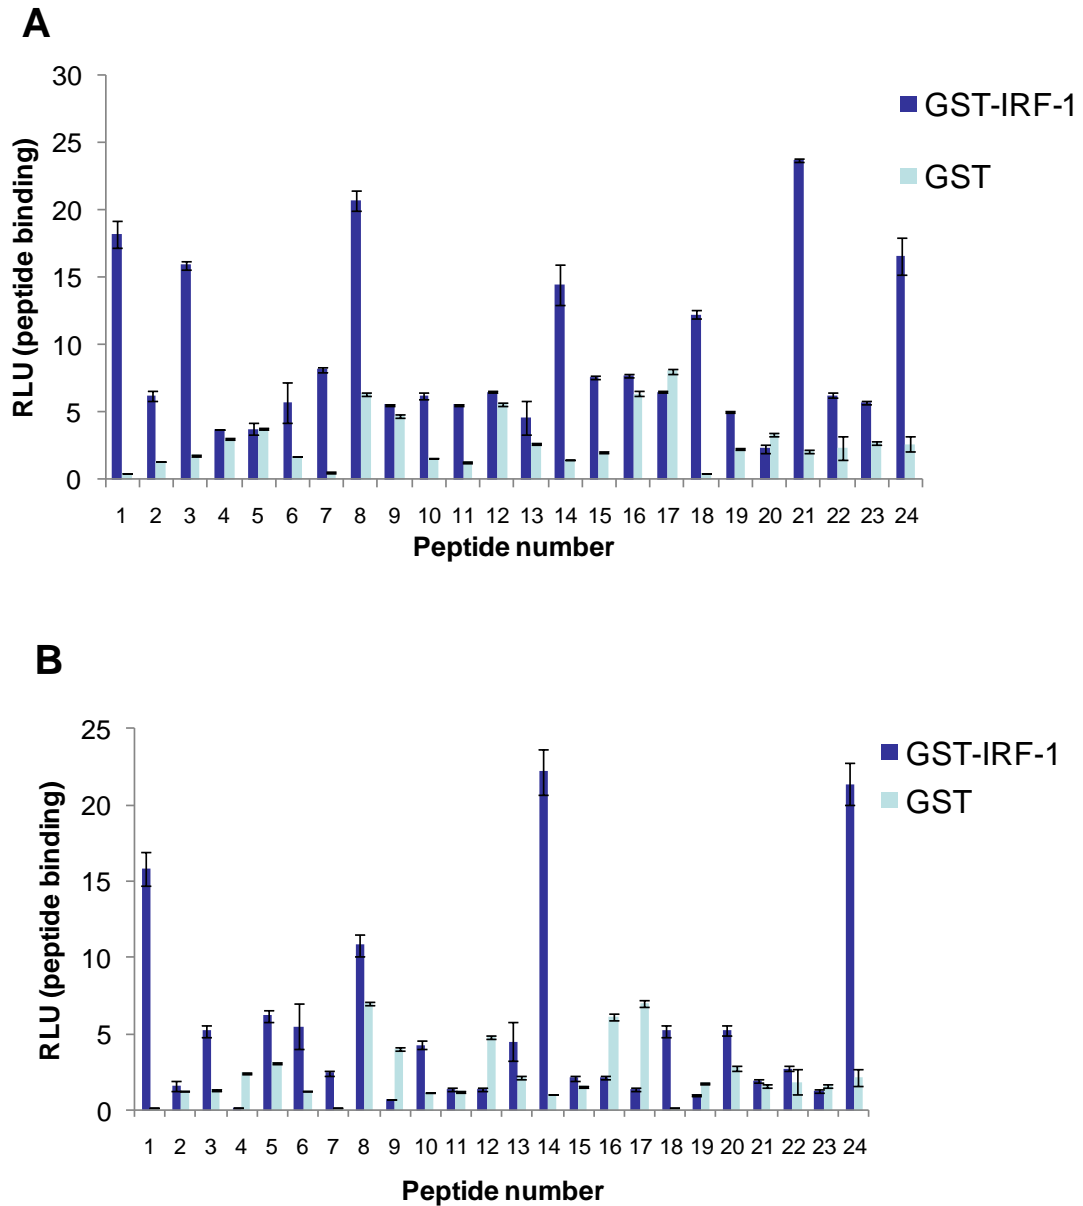 A
30
25
20
15
10
5
0
RLU (peptide binding)
GST-IRF-1
GST
1 2 3 4 5 6 7 8 9 10 11 12 13 14 15 16 17 18 19 20 21 22 23 24
Peptide number
B
25
20
15
10
5
0
RLU (peptide binding)
GST-IRF-1
GST
1 2 3 4 5 6 7 8 9 10 11 12 13 14 15 16 17 18 19 20 21 22 23 24
Peptide number